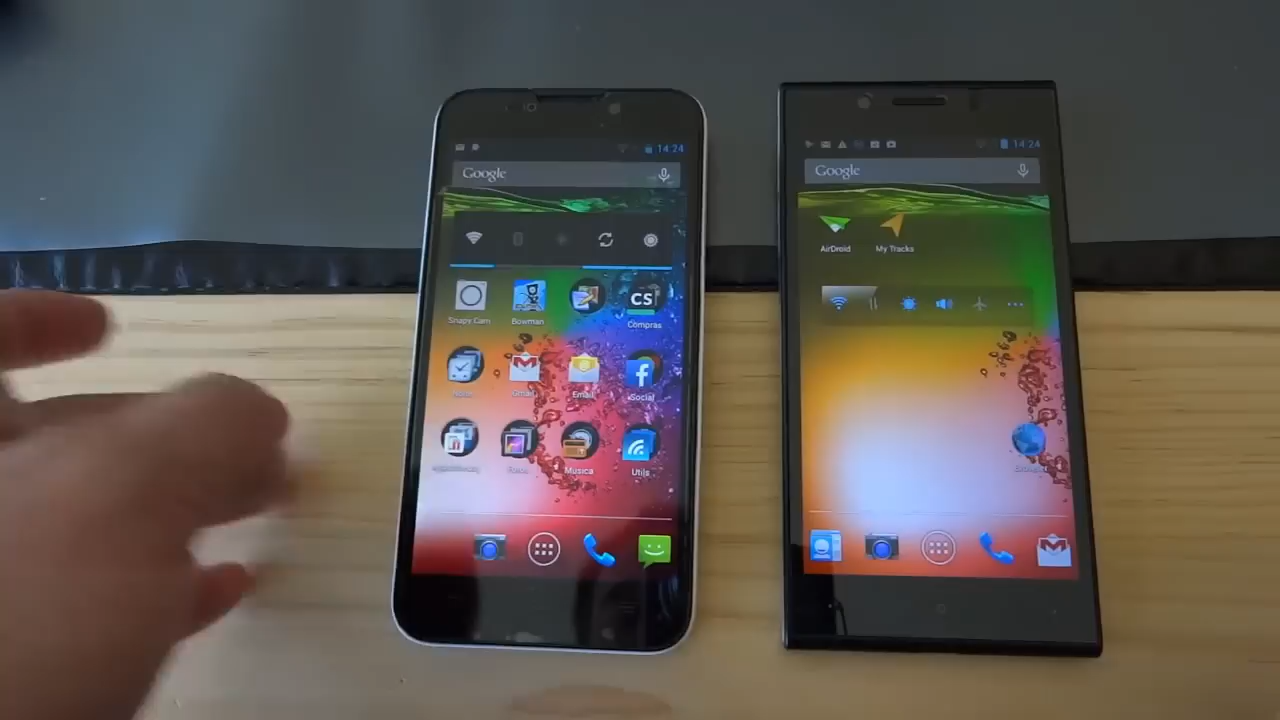 14:24
Google
Snapy Cam
Bowman
Compras
cs
Gmail
Email
Social
Fotos
Musica
Utils
14:24
Google
AirDroid
My Tracks